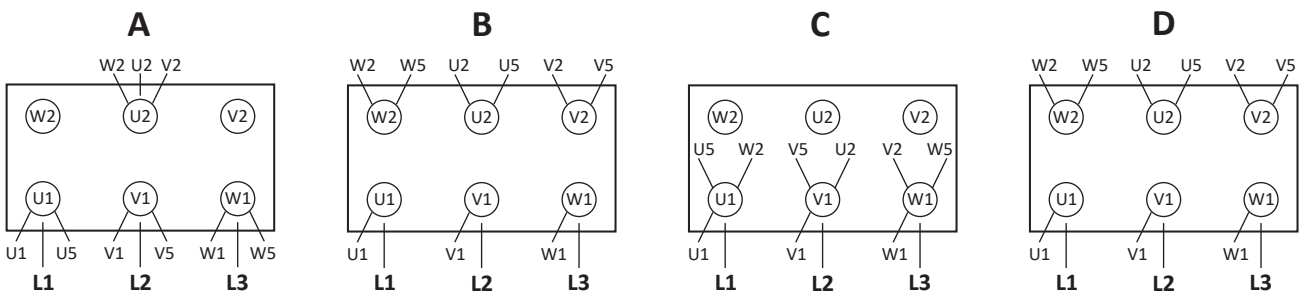 A B C D
W2 U2 V2 W2 W5 U2 U5 V2 V5 W2 W5 U2 U5 V2 V5
W2 U2 V2 W2 U2 V2 W2 U2 V2 W2 U2 V2
U5 W2 V5 U2 V2 W5
U1 V1 W1 U1 V1 W1 U1 V1 W1 U1 V1 W1
U1 U5 V1 V5 W1 W5 U1 V1 W1 U1 V1 W1 U1 V1 W1
L1 L2 L3 L1 L2 L3 L1 L2 L3 L1 L2 L3